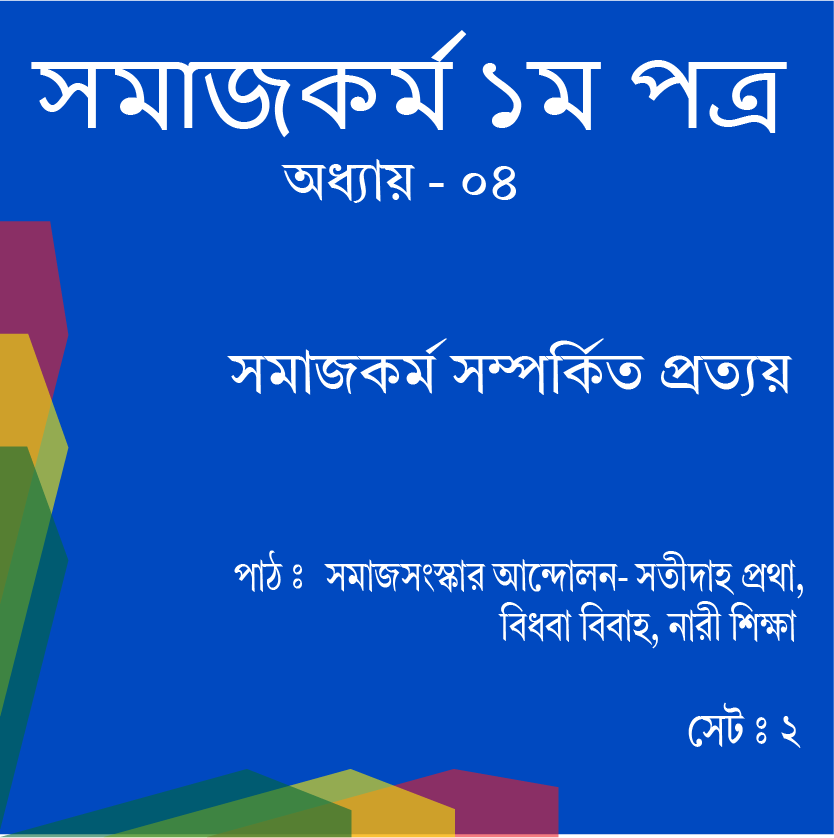 সমাজকর্ম ১ম পত্র
অধ্যায় - ০৪
সমাজকর্ম সম্পর্কিত প্রত্যয়
পাঠ ঃ সমাজসংস্কার আন্দোলন- সতীদাহ প্রথা,
বিধবা বিবাহ, নারী শিক্ষা
সেট ঃ ২